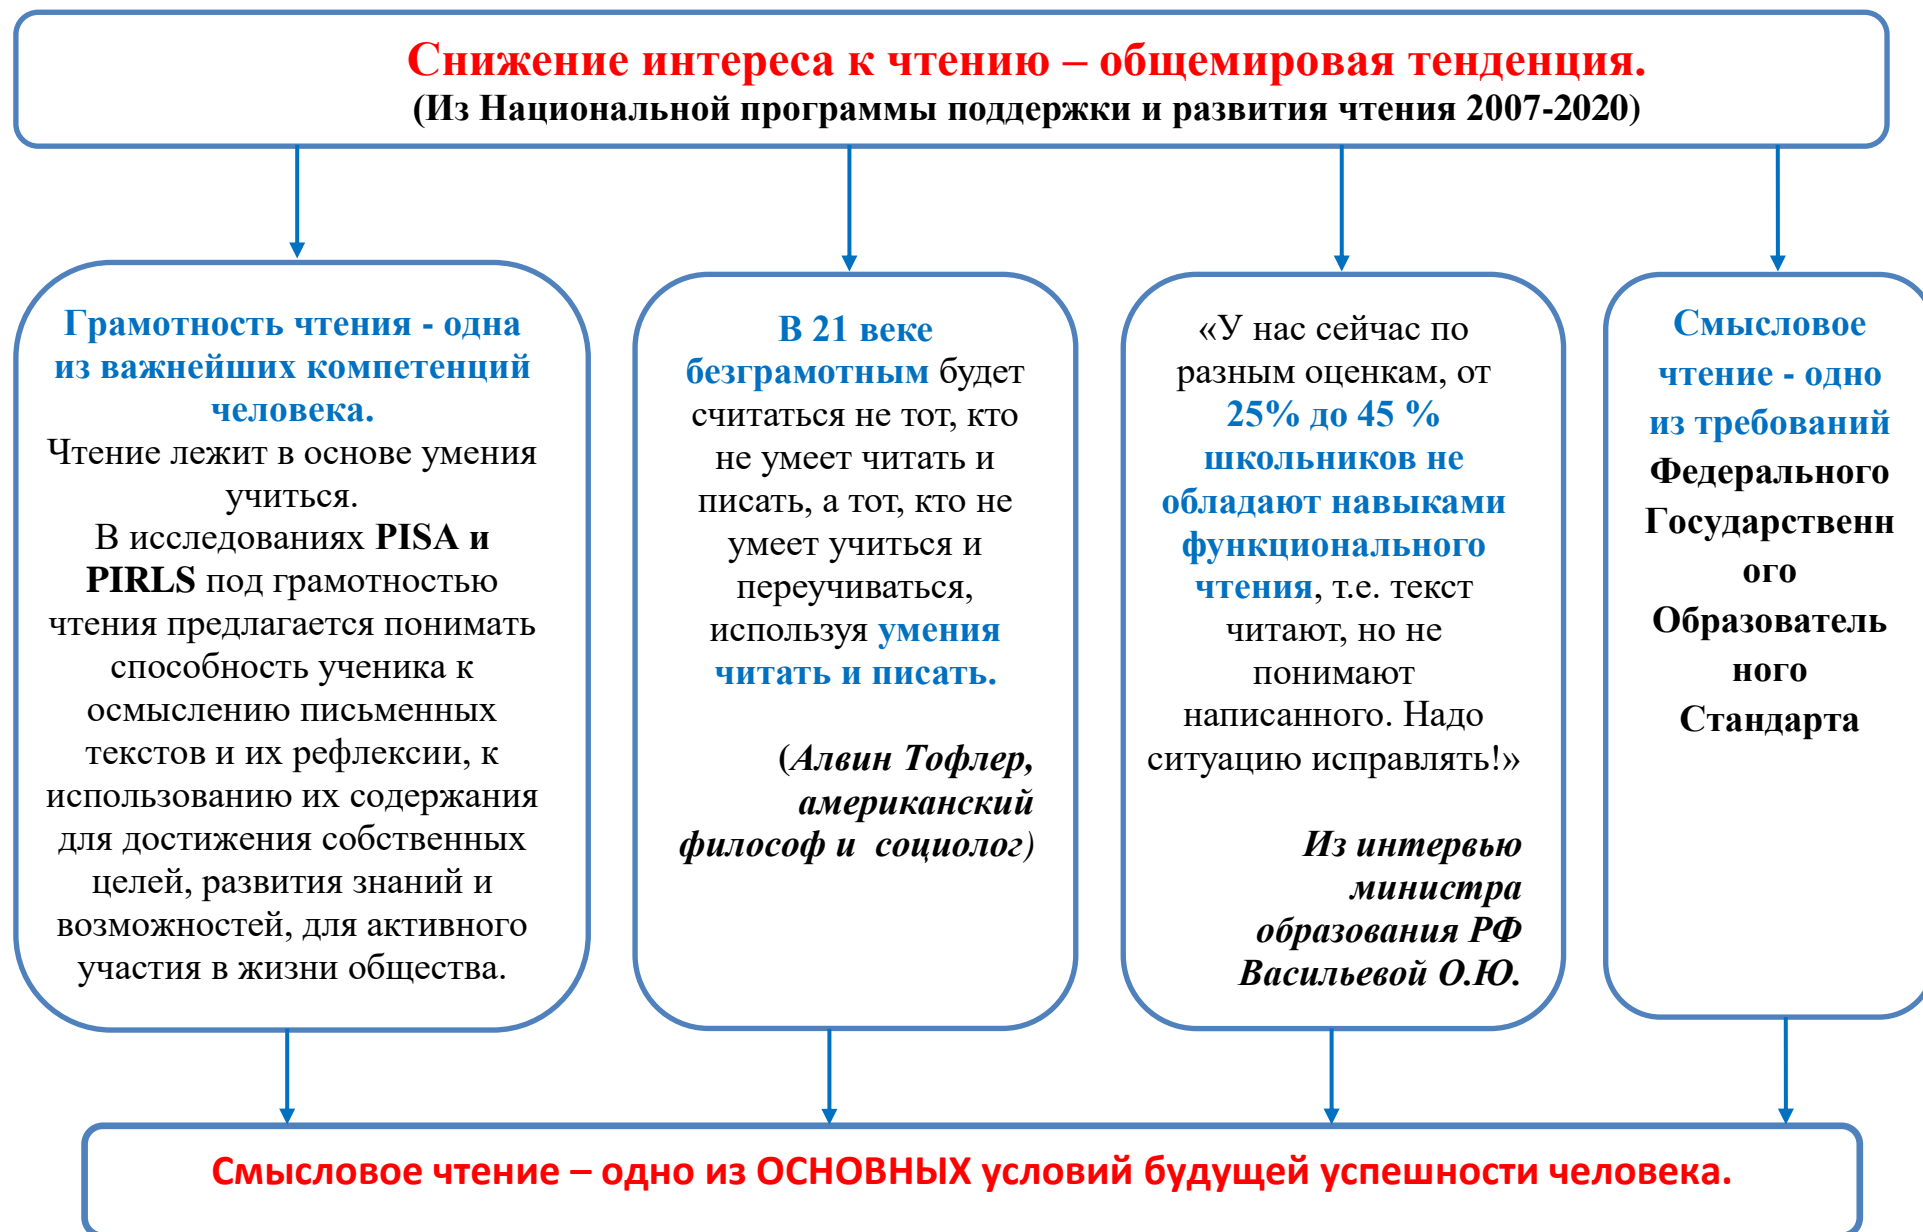 Снижение интереса к чтению – общемировая тенденция.
(Из Национальной программы поддержки и развития чтения 2007-2020)
Грамотность чтения - одна
из важнейших компетенций
человека.
Чтение лежит в основе умения
учиться.
В исследованиях PISA и
PIRLS под грамотностью
чтения предлагается понимать
способность ученика к
осмыслению письменных
текстов и их рефлексии, к
использованию их содержания
для достижения собственных
целей, развития знаний и
возможностей, для активного
участия в жизни общества.
В 21 веке
безграмотным будет
считаться не тот, кто
не умеет читать и
писать, а тот, кто не
умеет учиться и
переучиваться,
используя умения
читать и писать.
(Алвин Тофлер,
американский
философ и социолог)
«У нас сейчас по
разным оценкам, от
25% до 45 %
школьников не
обладают навыками
функционального
чтения, т.е. текст
читают, но не
понимают
написанного. Надо
ситуацию исправлять!»
Из интервью
министра
образования РФ
Васильевой О.Ю.
Смысловое
чтение - одно
из требований
Федерального
Государственн
ого
Образователь
ного
Стандарта
Смысловое чтение – одно из ОСНОВНЫХ условий будущей успешности человека.